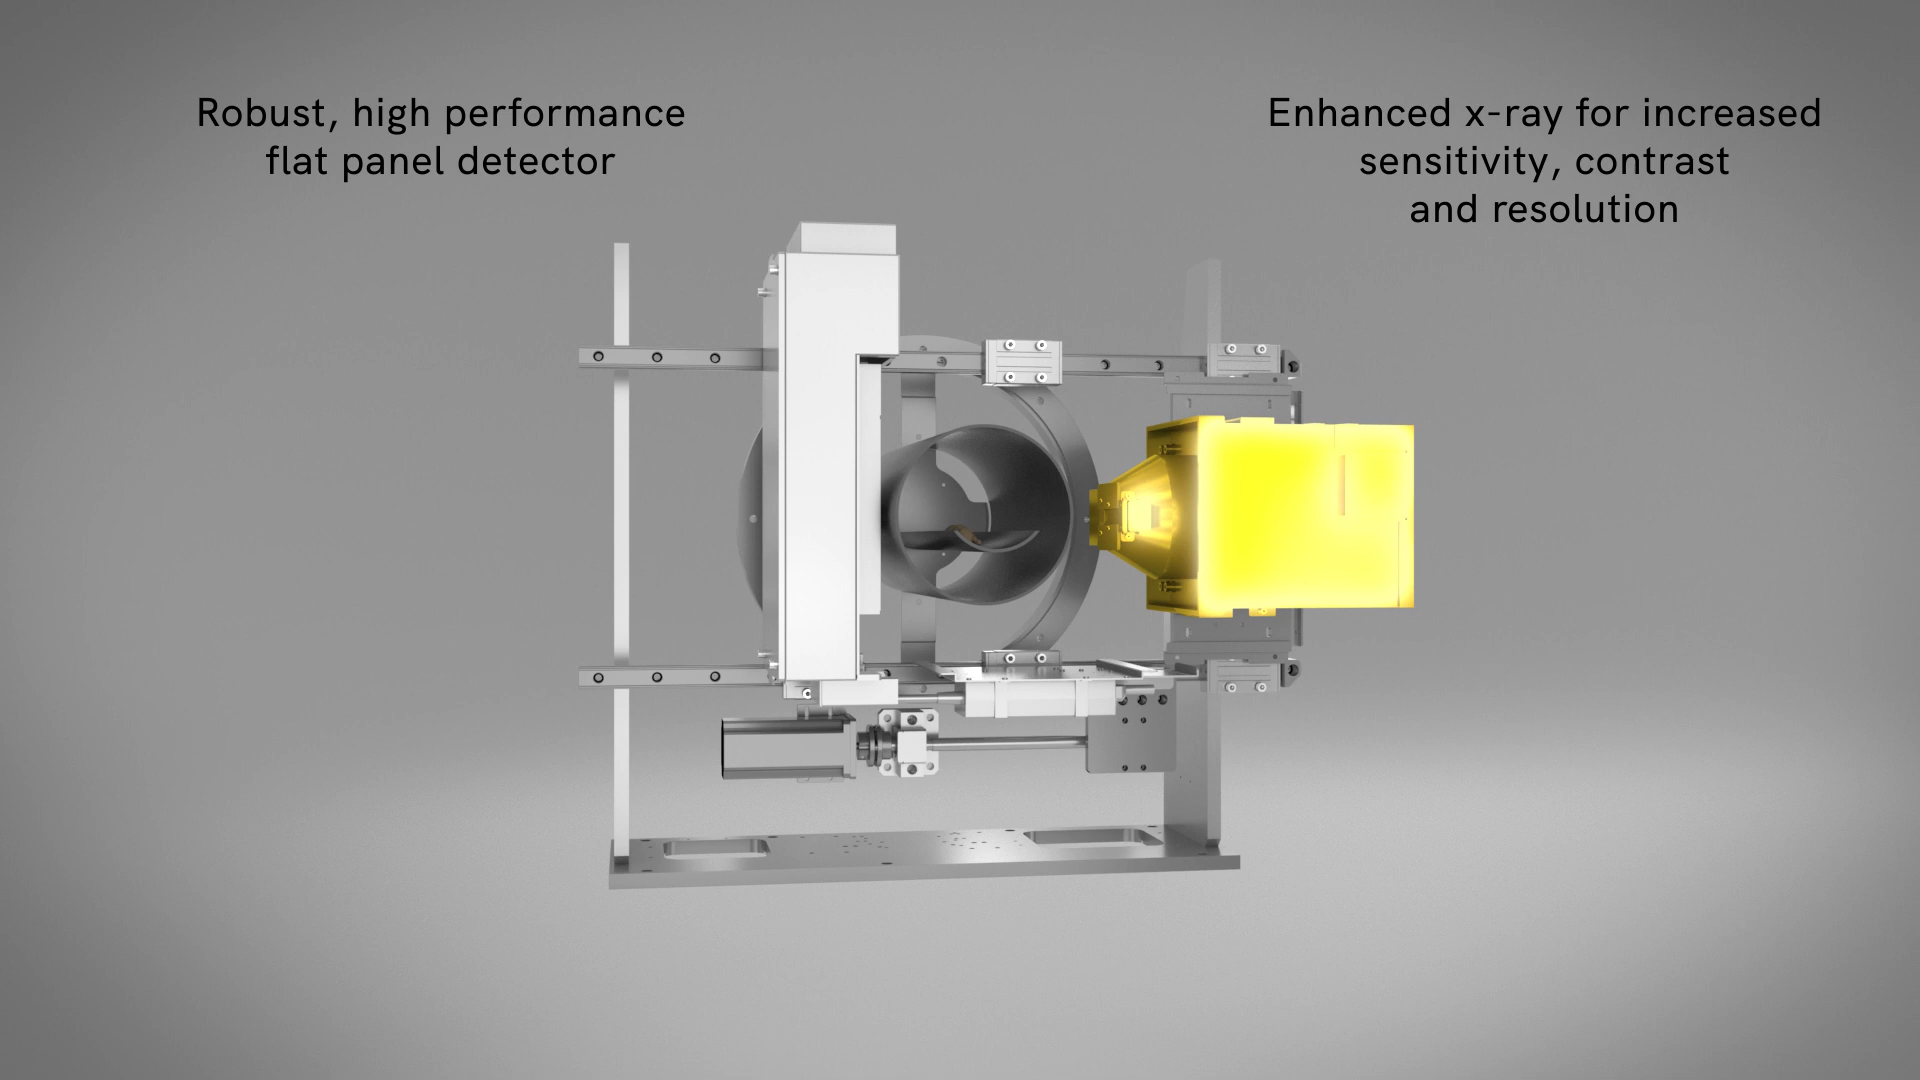 Robust, high performance
flat panel detector
Enhanced x-ray for increased
sensitivity, contrast
and resolution